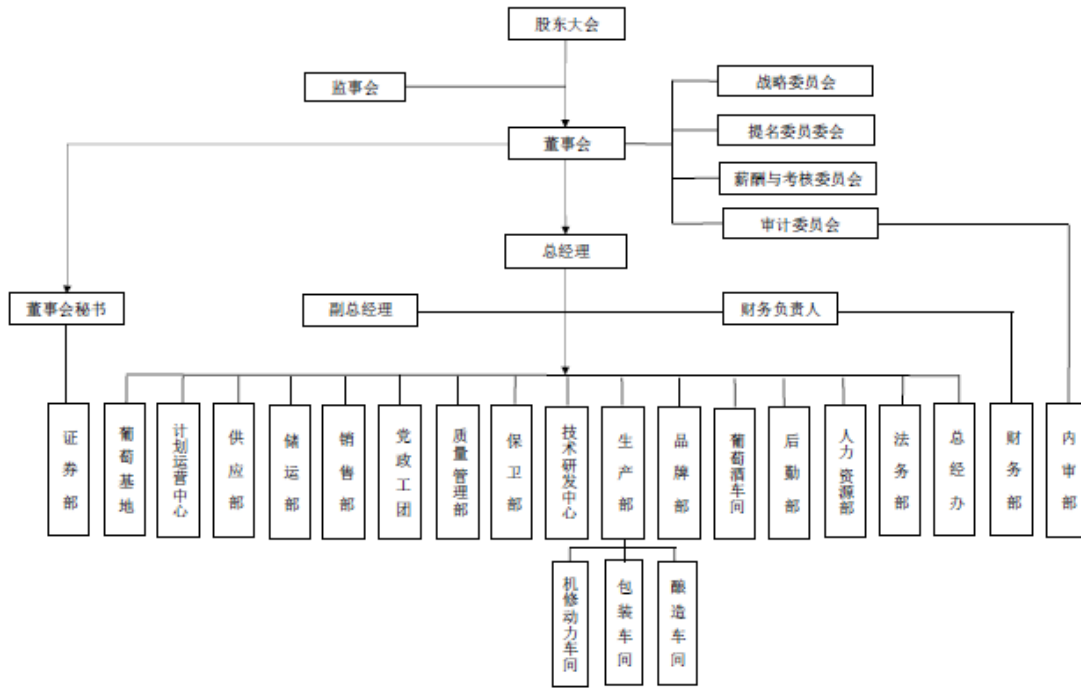 股东大会
监事会
战略委员会
提名委员委会
董事会
薪酬与考核委员会
审计委员会
总经理
董事会秘书
副总经理
财务负责人
证券部
葡萄基地
计划运营中心
供应部
储运部
销售部
党政工团
质量管理部
保卫部
技术研发中心
生产部
品牌部
葡萄酒车间
后勤部
人力资源部
法务部
总经办
财务部
内审部
机修动力车间
包装车间
酿造车间